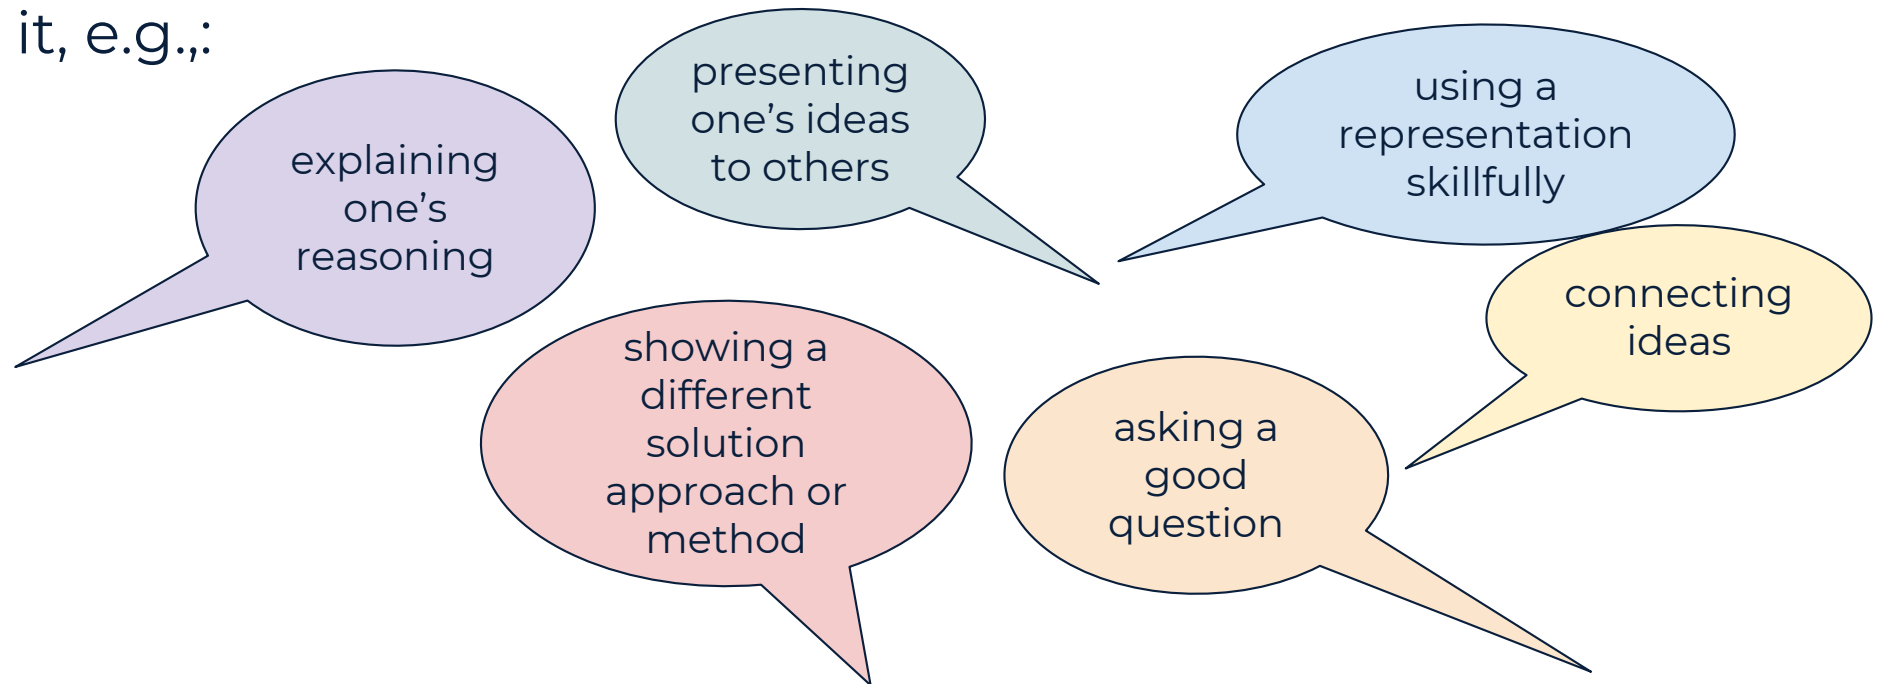 it, e.g.,:
explaining
one’s
reasoning
presenting
one’s ideas
to others
using a
representation
skillfully
connecting
ideas
showing a
different
solution
approach or
method
asking a
good
question